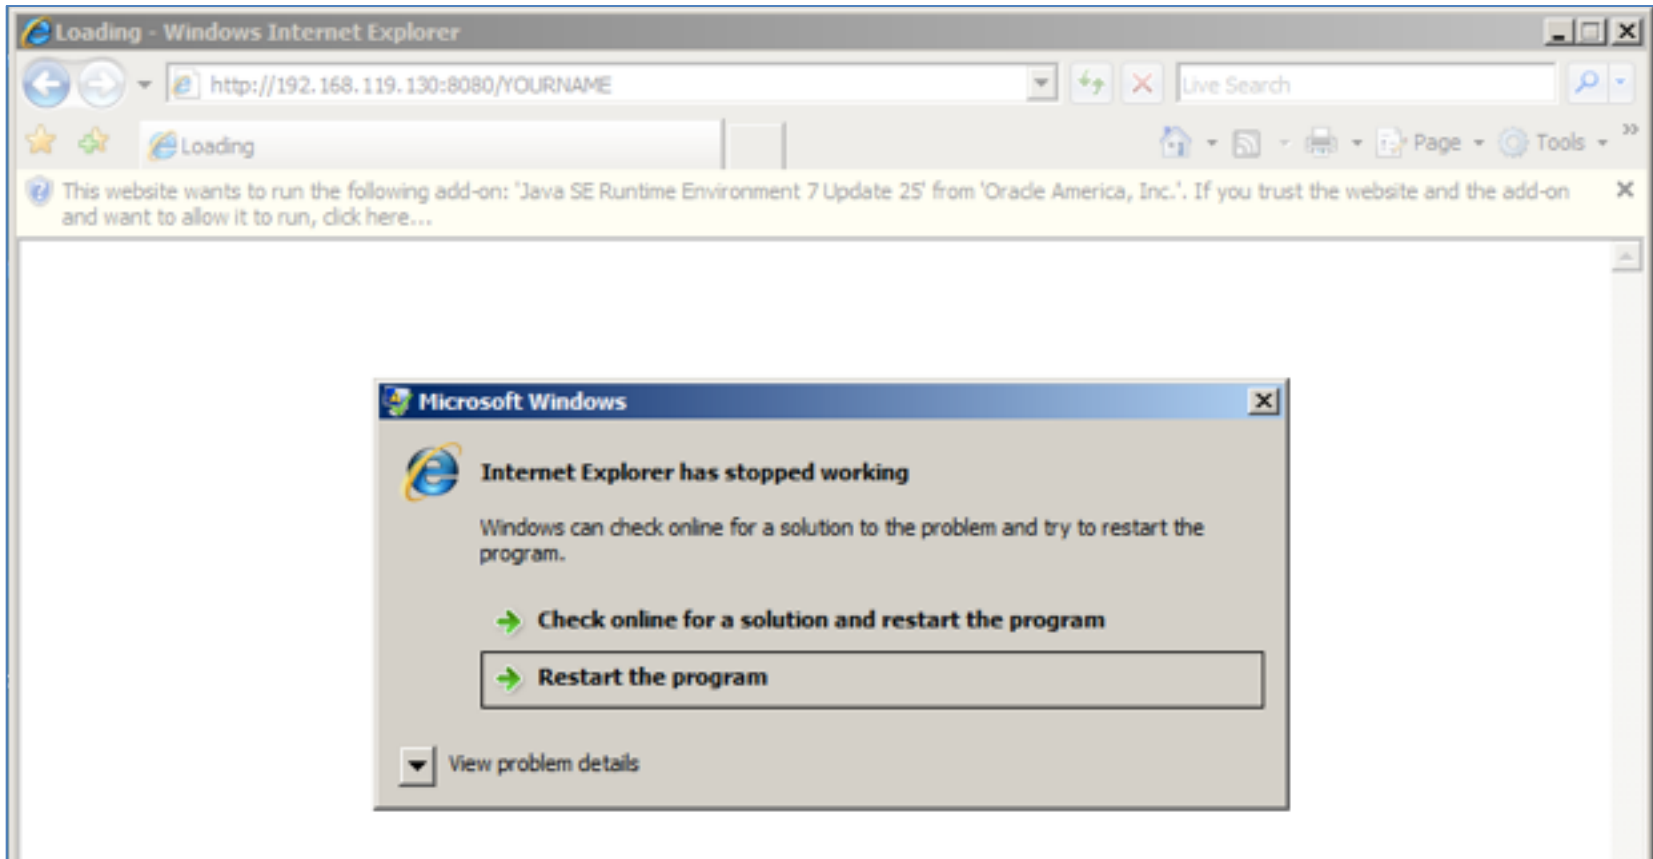 Loading - Windows Internet Explorer
http://192.168.119.130:8080/YOURNAME
Live Search
Loading
Page
Tools
This website wants to run the following add-on: 'Java SE Runtime Environment 7 Update 25' from 'Oracle America, Inc.'. If you trust the website and the add-on
and want to allow it to run, click here...
Microsoft Windows
Internet Explorer has stopped working
Windows can check online for a solution to the problem and try to restart the
program.
Check online for a solution and restart the program
Restart the program
View problem details